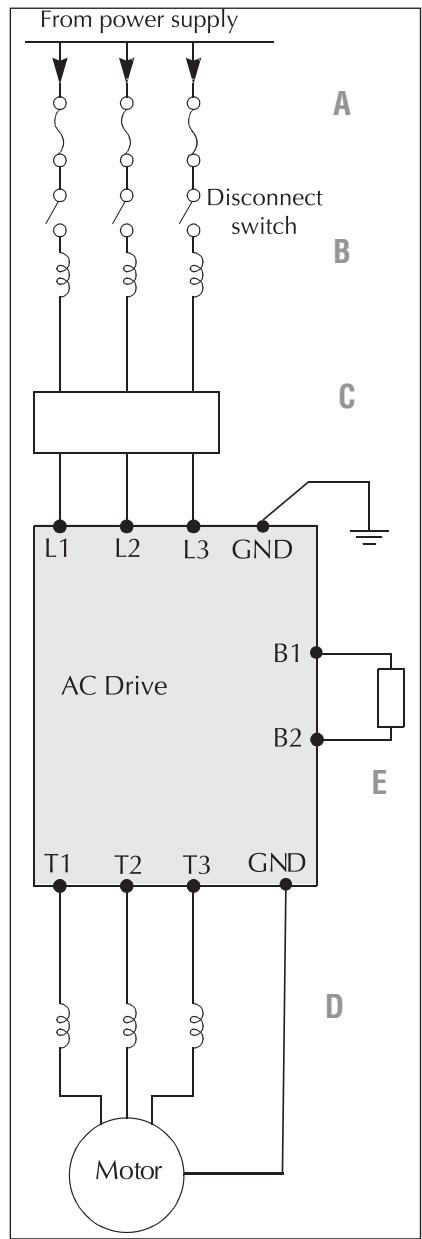 From power supply
A
Disconnect
switch
B
C
L1 L2 L3 GND
B1
AC Drive
B2
E
T1 T2 T3 GND
D
Motor